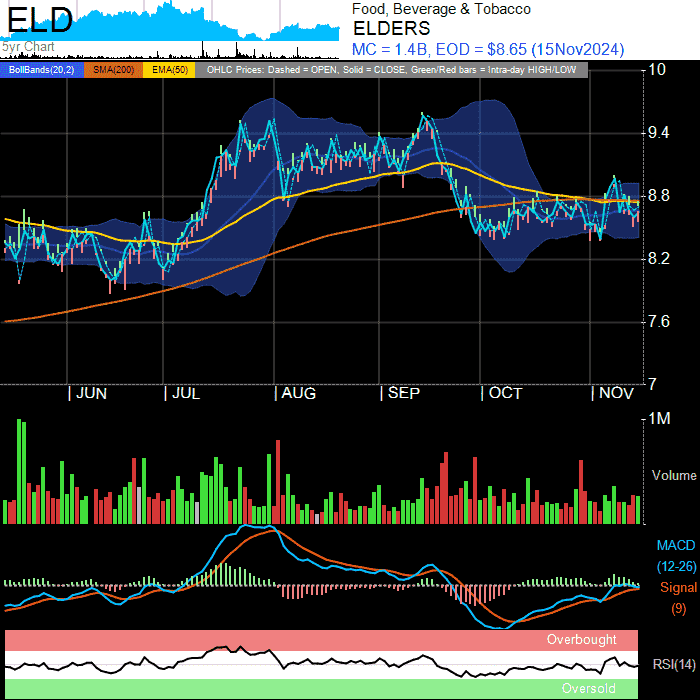 ELD
5yr Chart
Food, Beverage & Tobacco
ELDERS
MC = 1.4B, EOD = $8.65 (15Nov2024)
BollBands(20,2) SMA(200) EMA(50) OHLC Prices: Dashed = OPEN, Solid = CLOSE, Green/Red bars = Intra-day HIGH/LOW
10
9.4
8.8
8.2
7.6
7
| JUN | JUL | AUG | SEP | OCT | NOV
1M
Volume
MACD
(12-26)
Signal
(9)
Overbought
RSI(14)
Oversold